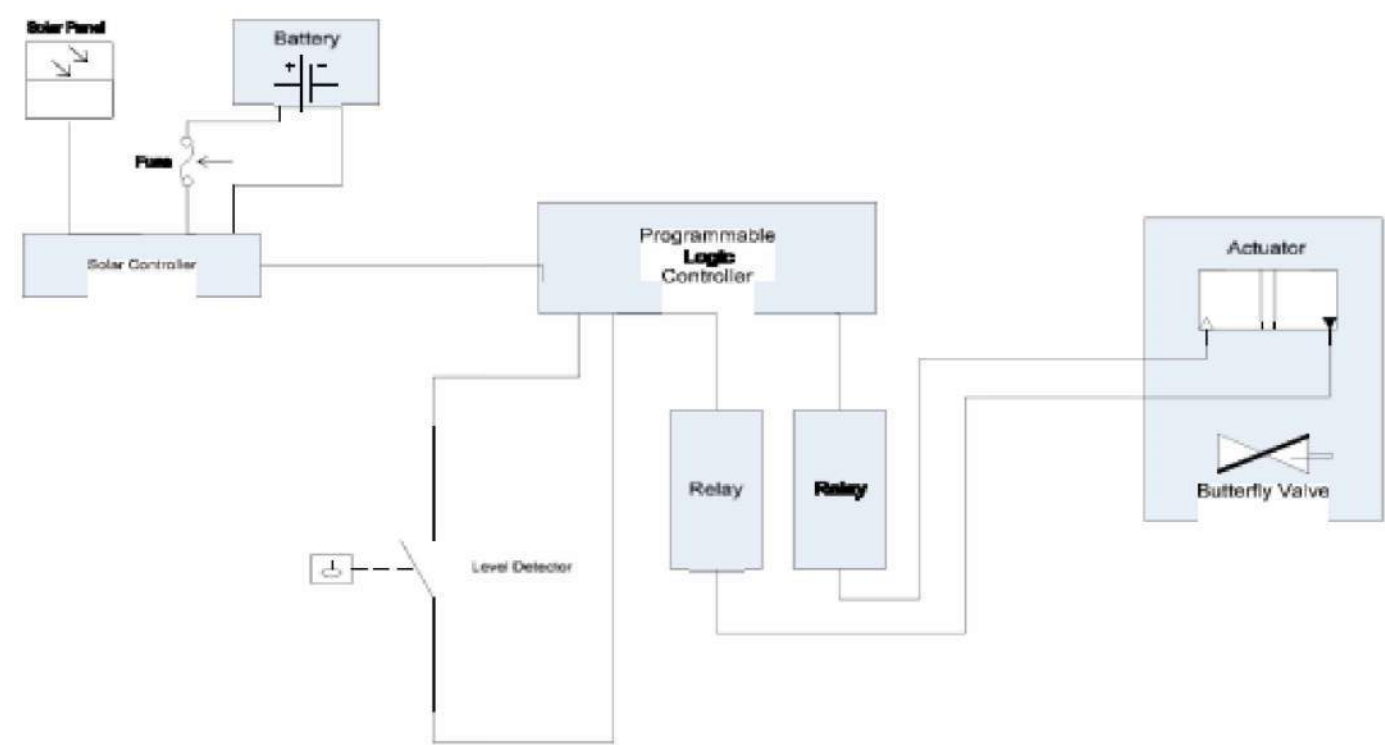 Solar Panel
Battery
+ -
Fuse
Solar Controller
Programmable
Logic
Controller
Actuator
Relay
Relay
Butterfly Valve
Level Detector